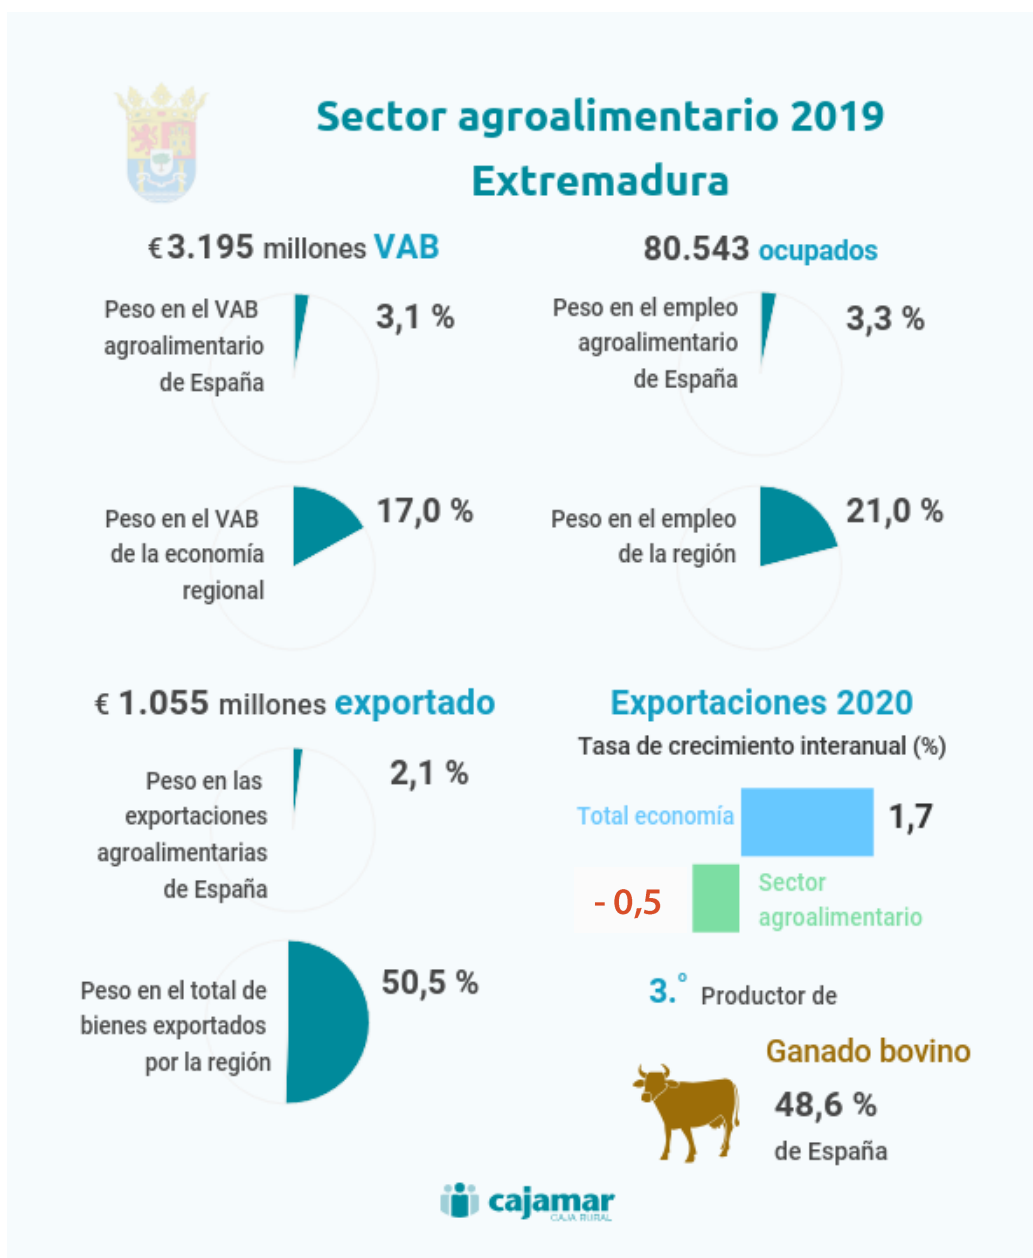 Sector agroalimentario 2019
Extremadura
€ 3.195 millones VAB
Peso en el VAB
agroalimentario
de España
3,1 %
Peso en el VAB
de la economía
regional
17,0 %
80.543 ocupados
Peso en el empleo
agroalimentario
de España
3,3 %
Peso en el empleo
de la región
21,0 %
€ 1.055 millones exportado
Peso en las
exportaciones
agroalimentarias
de España
2,1 %
Peso en el total de
bienes exportados
por la región
50,5 %
Exportaciones 2020
Tasa de crecimiento interanual (%)
Total economía
1,7
- 0,5
Sector
agroalimentario
3.º Productor de
Ganado bovino
48,6 %
de España
cajamar
CAJA RURAL